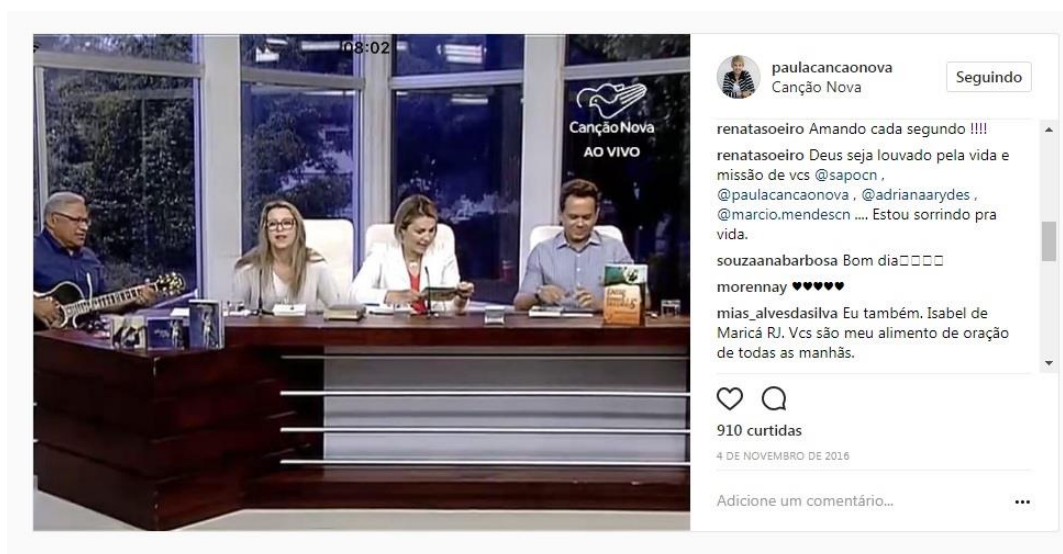 08:02
Canção Nova
AO VIVO
paulacancaonova
Canção Nova
Seguindo
renatasoeiro Amando cada segundo !!!!
renatasoeiro Deus seja louvado pela vida e
missão de vcs @sapocn ,
@paulacancaonova , @adrianaarydes ,
@marcio.mendescn .... Estou sorrindo pra
vida.
souzaanabarbosa Bom dia□□□□
morennay ♥♥♥♥♥
mias_alvesdasilva Eu também. Isabel de
Maricá RJ. Vcs são meu alimento de oração
de todas as manhãs.
910 curtidas
4 DE NOVEMBRO DE 2016
Adicione um comentário...